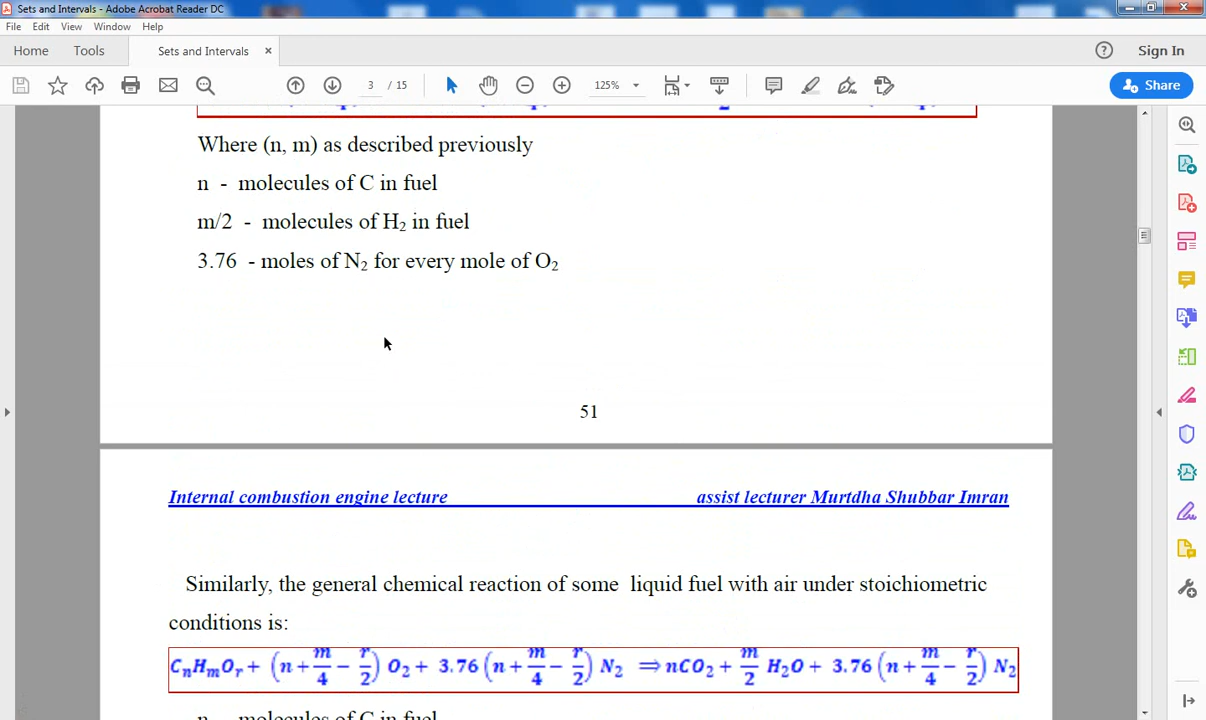 Sets and Intervals - Adobe Acrobat Reader DC
File Edit View Window Help
Home Tools Sets and Intervals × Sign In
3 / 15 125% Share
Where (n, m) as described previously
n - molecules of C in fuel
m/2 - molecules of H₂ in fuel
3.76 - moles of N₂ for every mole of O₂
51
Internal combustion engine lecture assist lecturer Murtdha Shubbar Imran
Similarly, the general chemical reaction of some liquid fuel with air under stoichiometric
conditions is:
CₙHₘOᵣ + (n + m/4 − r/2) O₂ + 3.76 (n + m/4 − r/2) N₂ ⇒ nCO₂ + m/2 H₂O + 3.76 (n + m/4 − r/2) N₂
n - molecules of C in fuel